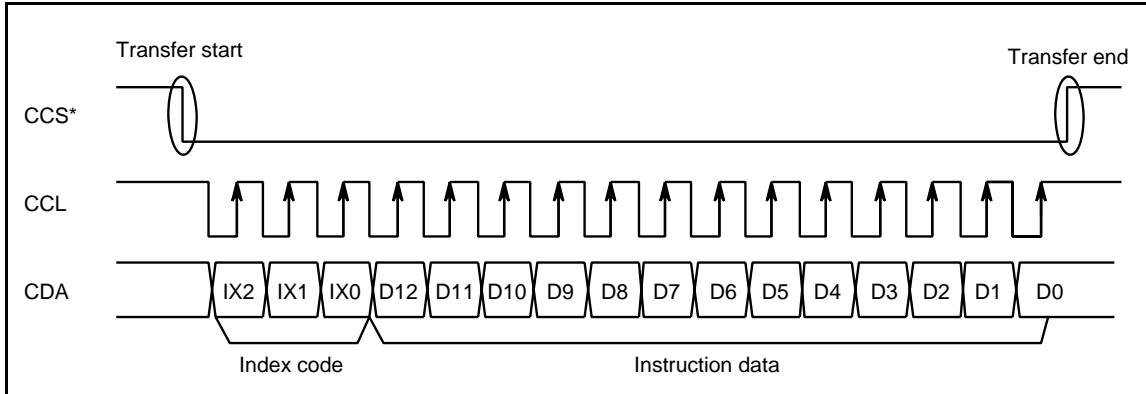 Transfer start
Transfer end
CCS*
CCL
CDA
IX2 IX1 IX0 D12 D11 D10 D9 D8 D7 D6 D5 D4 D3 D2 D1 D0
Index code
Instruction data